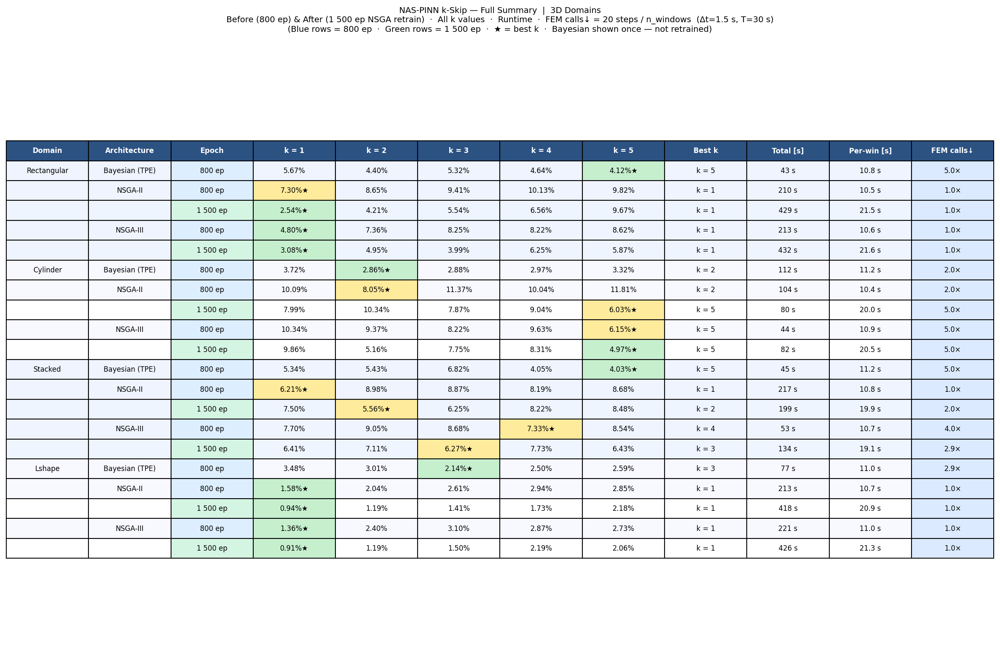 NAS-PINN k-Skip — Full Summary | 3D Domains
Before (800 ep) & After (1 500 ep NSGA retrain) · All k values · Runtime · FEM calls↓ = 20 steps / n_windows (Δt=1.5 s, T=30 s)
(Blue rows = 800 ep · Green rows = 1 500 ep · ★ = best k · Bayesian shown once — not retrained)
Domain Architecture Epoch k = 1 k = 2 k = 3 k = 4 k = 5 Best k Total [s] Per-win [s] FEM calls↓
Rectangular Bayesian (TPE) 800 ep 5.67% 4.40% 5.32% 4.64% 4.12%★ k = 5 43 s 10.8 s 5.0×
NSGA-II 800 ep 7.30%★ 8.65% 9.41% 10.13% 9.82% k = 1 210 s 10.5 s 1.0×
1 500 ep 2.54%★ 4.21% 5.54% 6.56% 9.67% k = 1 429 s 21.5 s 1.0×
NSGA-III 800 ep 4.80%★ 7.36% 8.25% 8.22% 8.62% k = 1 213 s 10.6 s 1.0×
1 500 ep 3.08%★ 4.95% 3.99% 6.25% 5.87% k = 1 432 s 21.6 s 1.0×
Cylinder Bayesian (TPE) 800 ep 3.72% 2.86%★ 2.88% 2.97% 3.32% k = 2 112 s 11.2 s 2.0×
NSGA-II 800 ep 10.09% 8.05%★ 11.37% 10.04% 11.81% k = 2 104 s 10.4 s 2.0×
1 500 ep 7.99% 10.34% 7.87% 9.04% 6.03%★ k = 5 80 s 20.0 s 5.0×
NSGA-III 800 ep 10.34% 9.37% 8.22% 9.63% 6.15%★ k = 5 44 s 10.9 s 5.0×
1 500 ep 9.86% 5.16% 7.75% 8.31% 4.97%★ k = 5 82 s 20.5 s 5.0×
Stacked Bayesian (TPE) 800 ep 5.34% 5.43% 6.82% 4.05% 4.03%★ k = 5 45 s 11.2 s 5.0×
NSGA-II 800 ep 6.21%★ 8.98% 8.87% 8.19% 8.68% k = 1 217 s 10.8 s 1.0×
1 500 ep 7.50% 5.56%★ 6.25% 8.22% 8.48% k = 2 199 s 19.9 s 2.0×
NSGA-III 800 ep 7.70% 9.05% 8.68% 7.33%★ 8.54% k = 4 53 s 10.7 s 4.0×
1 500 ep 6.41% 7.11% 6.27%★ 7.73% 6.43% k = 3 134 s 19.1 s 2.9×
Lshape Bayesian (TPE) 800 ep 3.48% 3.01% 2.14%★ 2.50% 2.59% k = 3 77 s 11.0 s 2.9×
NSGA-II 800 ep 1.58%★ 2.04% 2.61% 2.94% 2.85% k = 1 213 s 10.7 s 1.0×
1 500 ep 0.94%★ 1.19% 1.41% 1.73% 2.18% k = 1 418 s 20.9 s 1.0×
NSGA-III 800 ep 1.36%★ 2.40% 3.10% 2.87% 2.73% k = 1 221 s 11.0 s 1.0×
1 500 ep 0.91%★ 1.19% 1.50% 2.19% 2.06% k = 1 426 s 21.3 s 1.0×